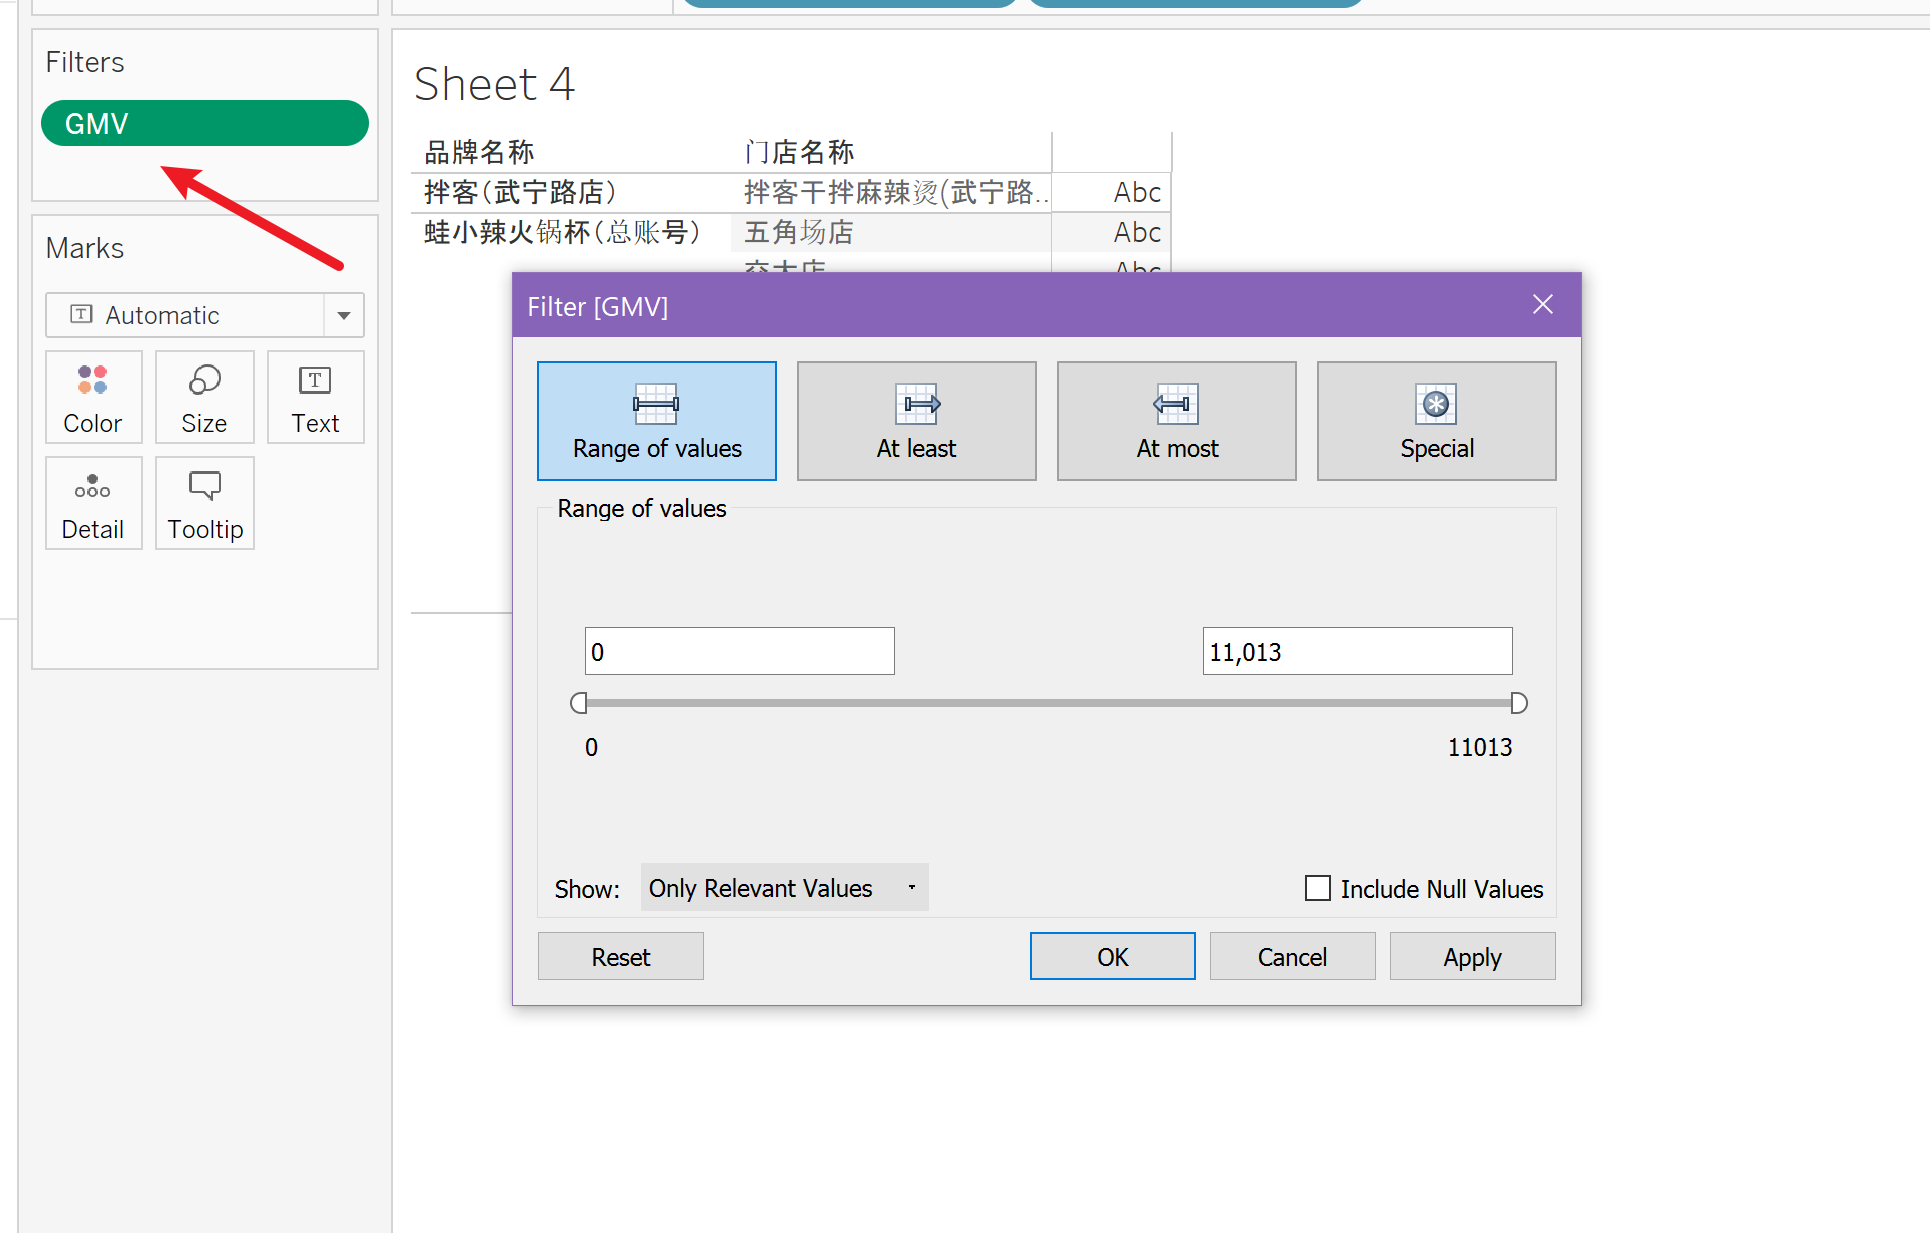 Filters
GMV
Marks
Automatic
Color
Size
Text
Detail
Tooltip
Sheet 4
品牌名称 门店名称
拌客（武宁路店） 拌客干拌麻辣烫(武宁路.. Abc
蛙小辣火锅杯（总账号） 五角场店 Abc
交大店 Abc
Filter [GMV]
Range of values
At least
At most
Special
Range of values
0
11,013
0
11013
Show: Only Relevant Values
Include Null Values
Reset
OK
Cancel
Apply